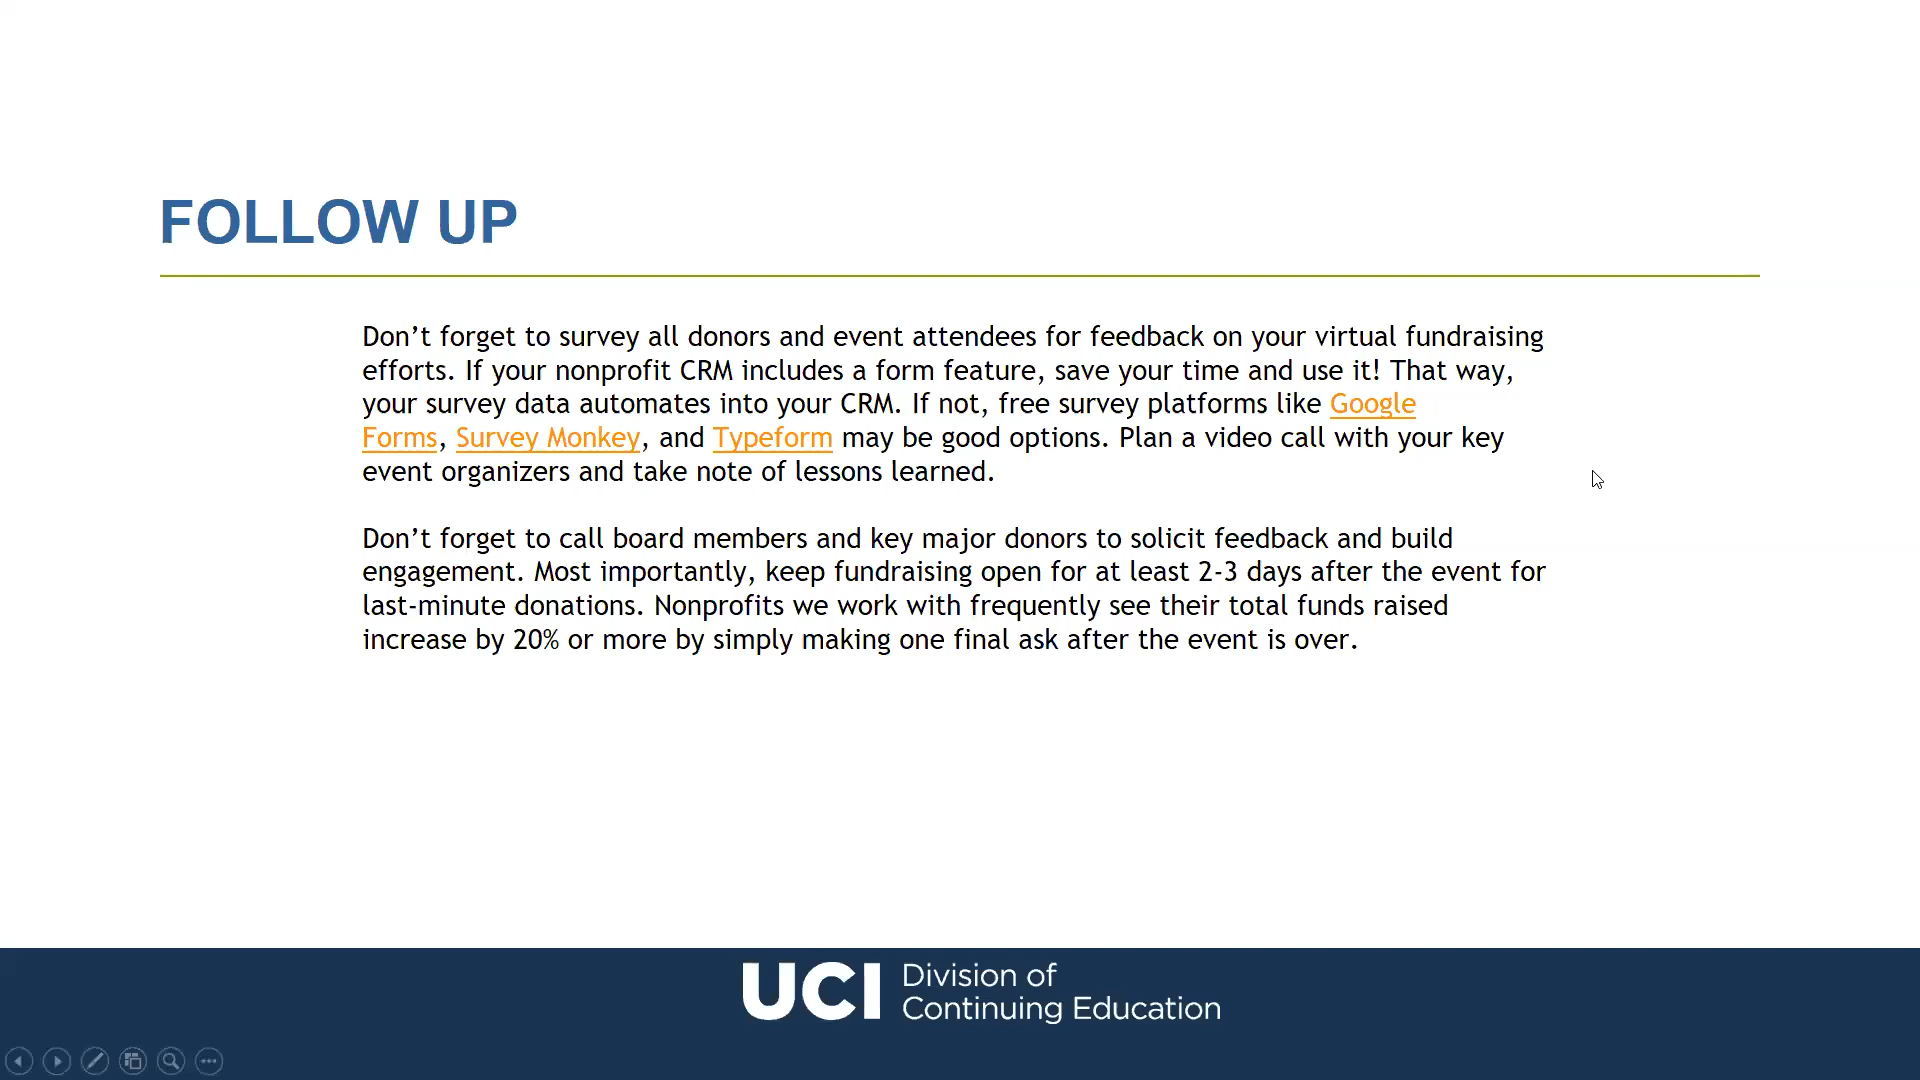 FOLLOW UP
Don’t forget to survey all donors and event attendees for feedback on your virtual fundraising
efforts. If your nonprofit CRM includes a form feature, save your time and use it! That way,
your survey data automates into your CRM. If not, free survey platforms like Google
Forms, Survey Monkey, and Typeform may be good options. Plan a video call with your key
event organizers and take note of lessons learned.
Don’t forget to call board members and key major donors to solicit feedback and build
engagement. Most importantly, keep fundraising open for at least 2-3 days after the event for
last-minute donations. Nonprofits we work with frequently see their total funds raised
increase by 20% or more by simply making one final ask after the event is over.
UCI Division of
Continuing Education